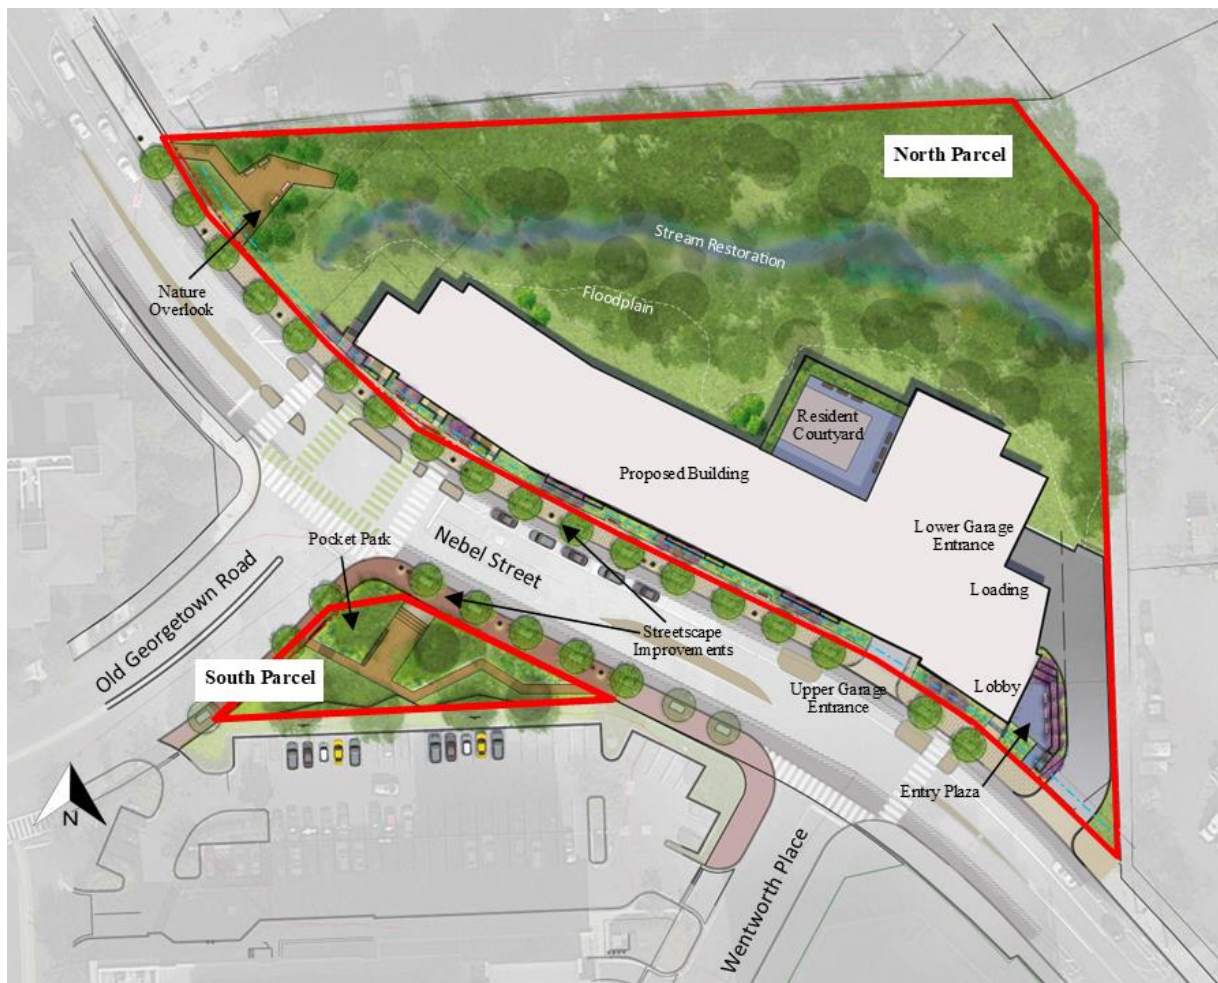 North Parcel
Stream Restoration
Nature
Overlook
Floodplain
Resident
Courtyard
Proposed Building
Lower Garage
Entrance
Pocket Park
Nebel Street
Loading
Old Georgetown Road
Streetscape
Improvements
South Parcel
Lobby
Upper Garage
Entrance
Entry Plaza
N
Wentworth Place